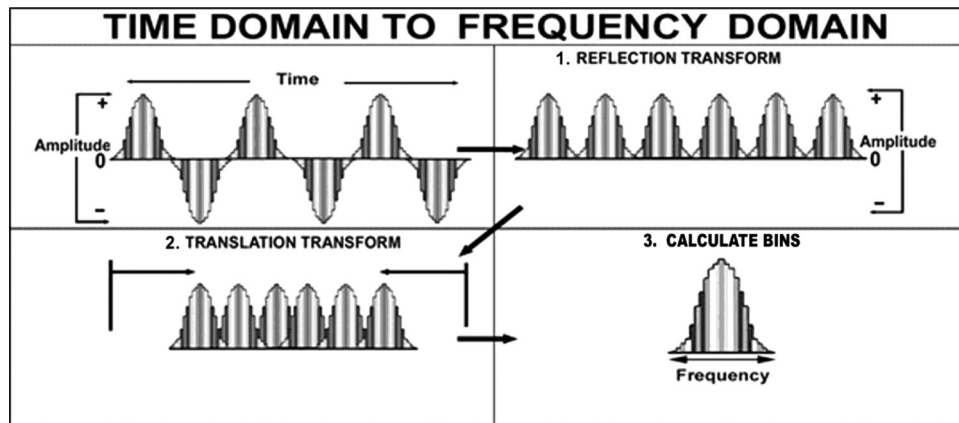 TIME DOMAIN TO FREQUENCY DOMAIN
Time
+
Amplitude
0
–
1. REFLECTION TRANSFORM
+
Amplitude
0
–
2. TRANSLATION TRANSFORM
3. CALCULATE BINS
Frequency